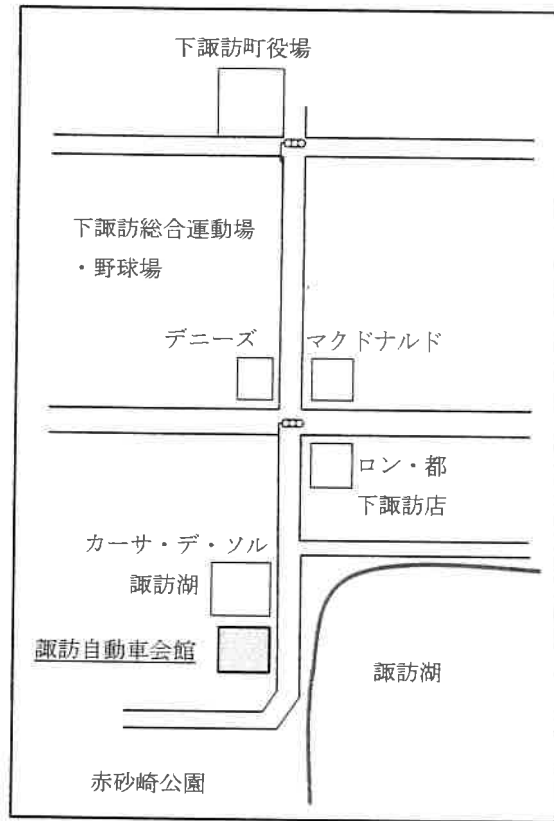 下諏訪町役場
下諏訪総合運動場
・野球場
デニーズ
マクドナルド
ロン・都
下諏訪店
カーサ・デ・ソル
諏訪湖
諏訪自動車会館
諏訪湖
赤砂崎公園